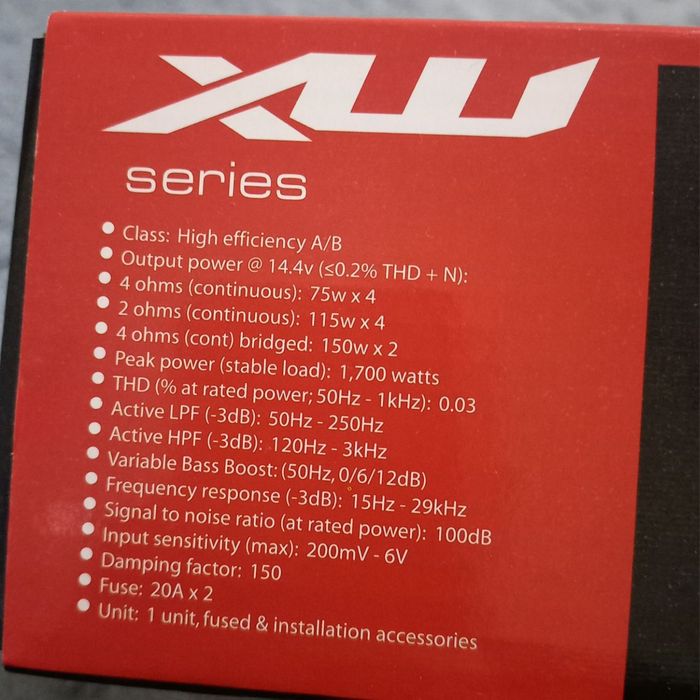 XW
series
• Class: High efficiency A/B
• Output power @ 14.4v (≤0.2% THD + N):
• 4 ohms (continuous): 75w x 4
• 2 ohms (continuous): 115w x 4
• 4 ohms (cont) bridged: 150w x 2
• Peak power (stable load): 1,700 watts
• THD (% at rated power; 50Hz - 1kHz): 0.03
• Active LPF (-3dB): 50Hz - 250Hz
• Active HPF (-3dB): 120Hz - 3kHz
• Variable Bass Boost: (50Hz, 0/6/12dB)
• Frequency response (-3dB): 15Hz - 29kHz
• Signal to noise ratio (at rated power): 100dB
• Input sensitivity (max): 200mV - 6V
• Damping factor: 150
• Fuse: 20A x 2
• Unit: 1 unit, fused & installation accessories